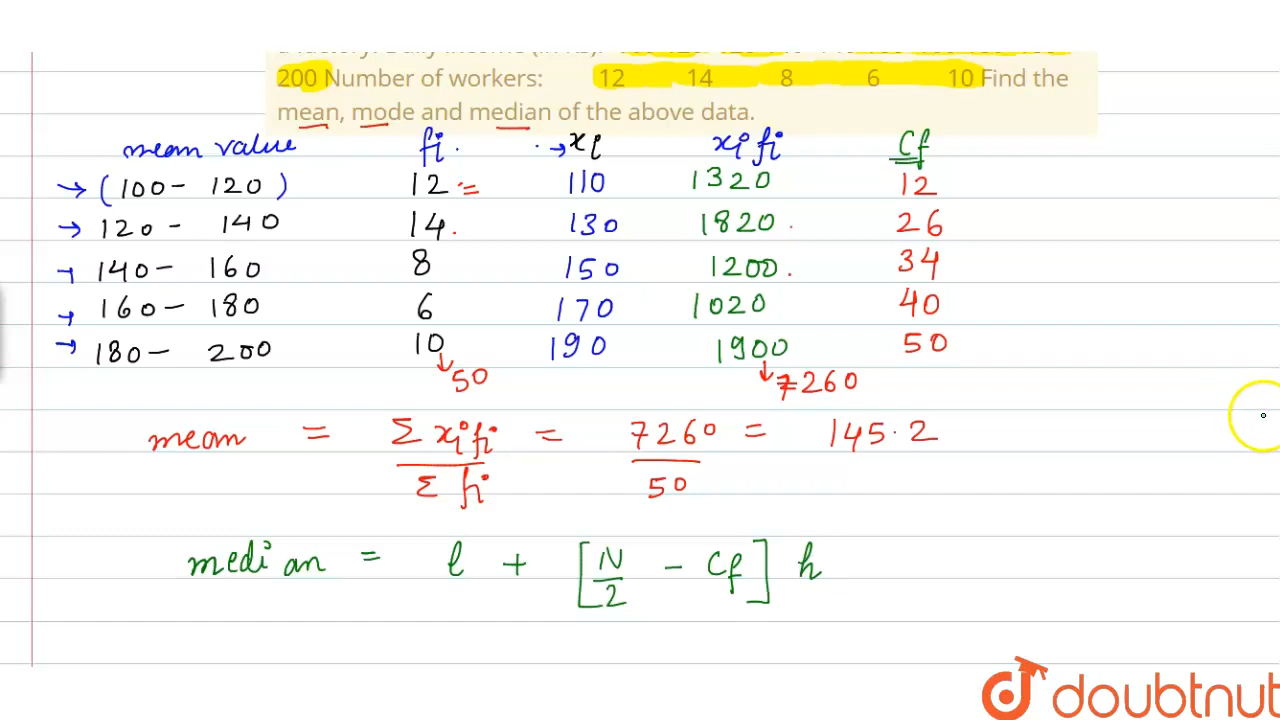 200 Number of workers: 12 14 8 6 10 Find the
mean, mode and median of the above data.
mean value fi xi xifi Cf
(100 - 120) 12 110 1320 12
120 - 140 14 130 1820 26
140 - 160 8 150 1200 34
160 - 180 6 170 1020 40
180 - 200 10 190 1900 50
50 7260
mean = Σ xifi / Σ fi = 7260 / 50 = 145.2
median = l + [N/2 - Cf] h
doubtnut